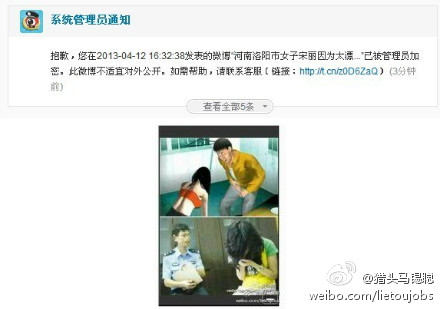 系统管理员通知
抱歉，您在2013-04-12 16:32:38发表的微博“河南洛阳市女子宋丽因为太漂...”已被管理员加
密。此微博不适宜对外公开。如需帮助，请联系客服（链接：http://t.cn/z0D6ZaQ）(3分钟
前)
查看全部5条
@猎头马提聪
weibo.com/lietoujobs